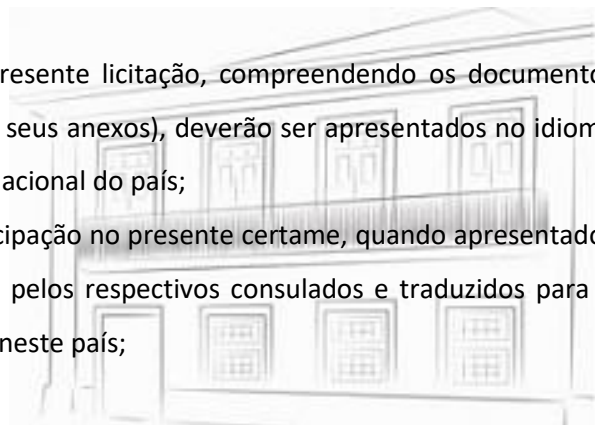 resente licitação, compreendendo os documento
seus anexos), deverão ser apresentados no idiom
acional do país;
cipação no presente certame, quando apresentado
pelos respectivos consulados e traduzidos para
neste país;